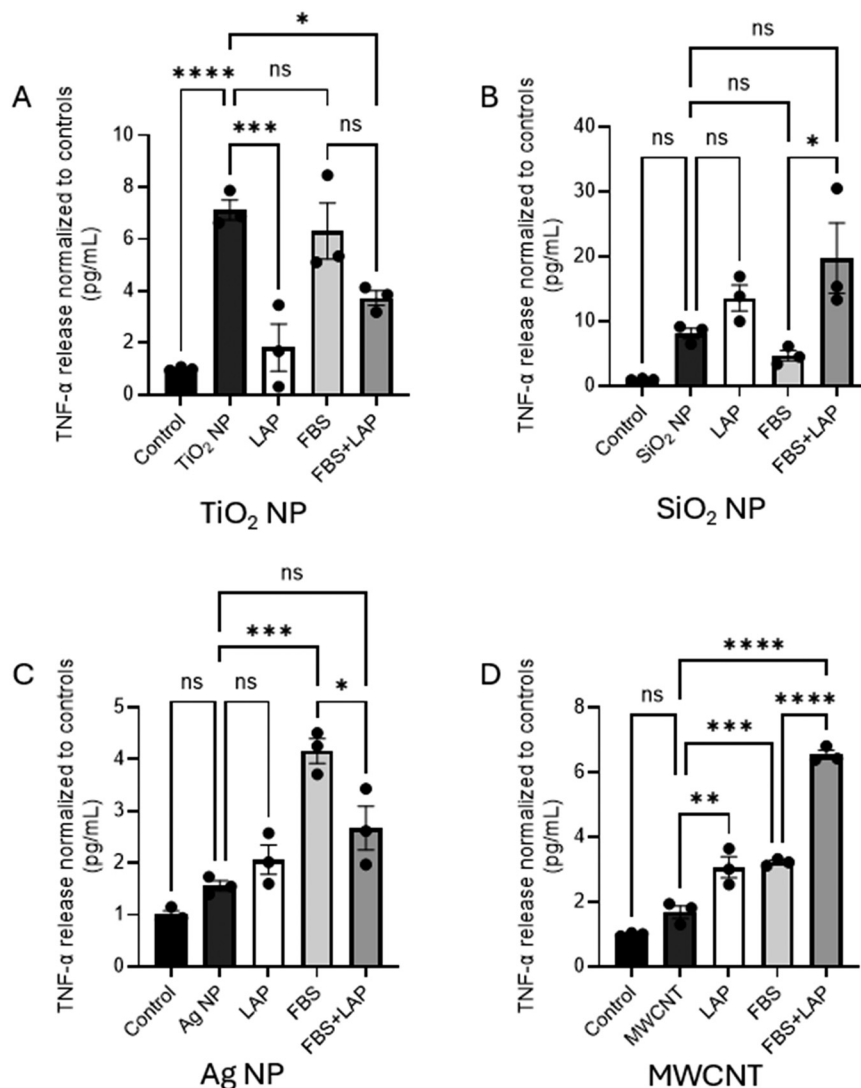 A
TNF-α release normalized to controls
(pg/mL)
*
****
ns
***
ns
10
8
6
4
2
0
Control
TiO₂ NP
LAP
FBS
FBS+LAP
TiO₂ NP
B
TNF-α release normalized to controls
(pg/mL)
ns
ns
ns
ns
*
40
30
20
10
0
Control
SiO₂ NP
LAP
FBS
FBS+LAP
SiO₂ NP
C
TNF-α release normalized to controls
(pg/mL)
ns
***
ns
ns
*
5
4
3
2
1
0
Control
Ag NP
LAP
FBS
FBS+LAP
Ag NP
D
TNF-α release normalized to controls
(pg/mL)
****
ns
****
***
**
8
6
4
2
0
Control
MWCNT
LAP
FBS
FBS+LAP
MWCNT